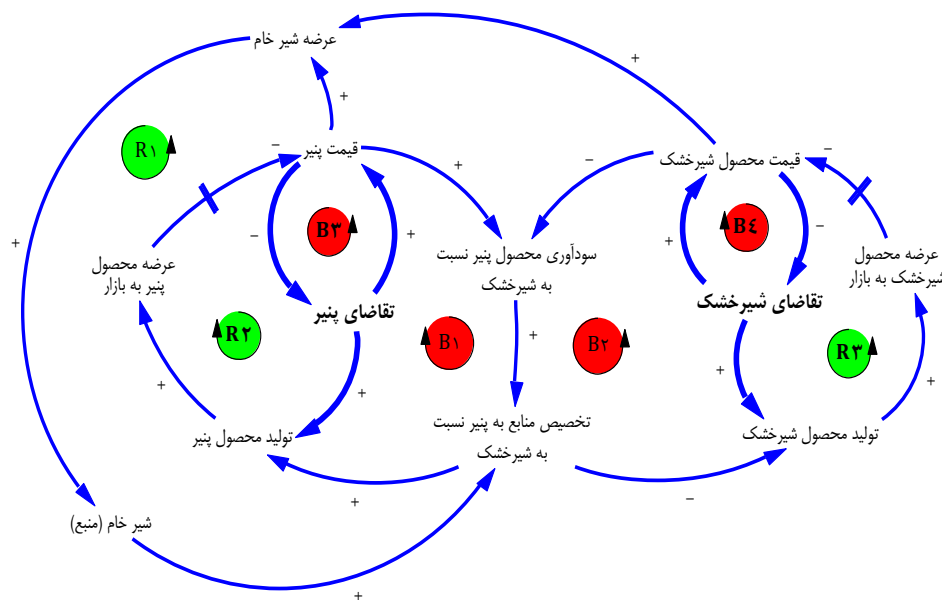 عرضه شیر خام
+
+
R۱
–
قیمت پنیر
+
–
قیمت محصول شیرخشک
–
B۳
B٤
–
+
+
–
+
عرضه محصول
پنیر به بازار
سودآوری محصول پنیر نسبت
به شیرخشک
عرضه محصول
شیرخشک به بازار
تقاضای پنیر
تقاضای شیرخشک
R۲
B۱
+
B۲
R۳
+
+
+
+
تخصیص منابع به پنیر نسبت
به شیرخشک
تولید محصول پنیر
تولید محصول شیرخشک
+
–
شیر خام (منبع)
+